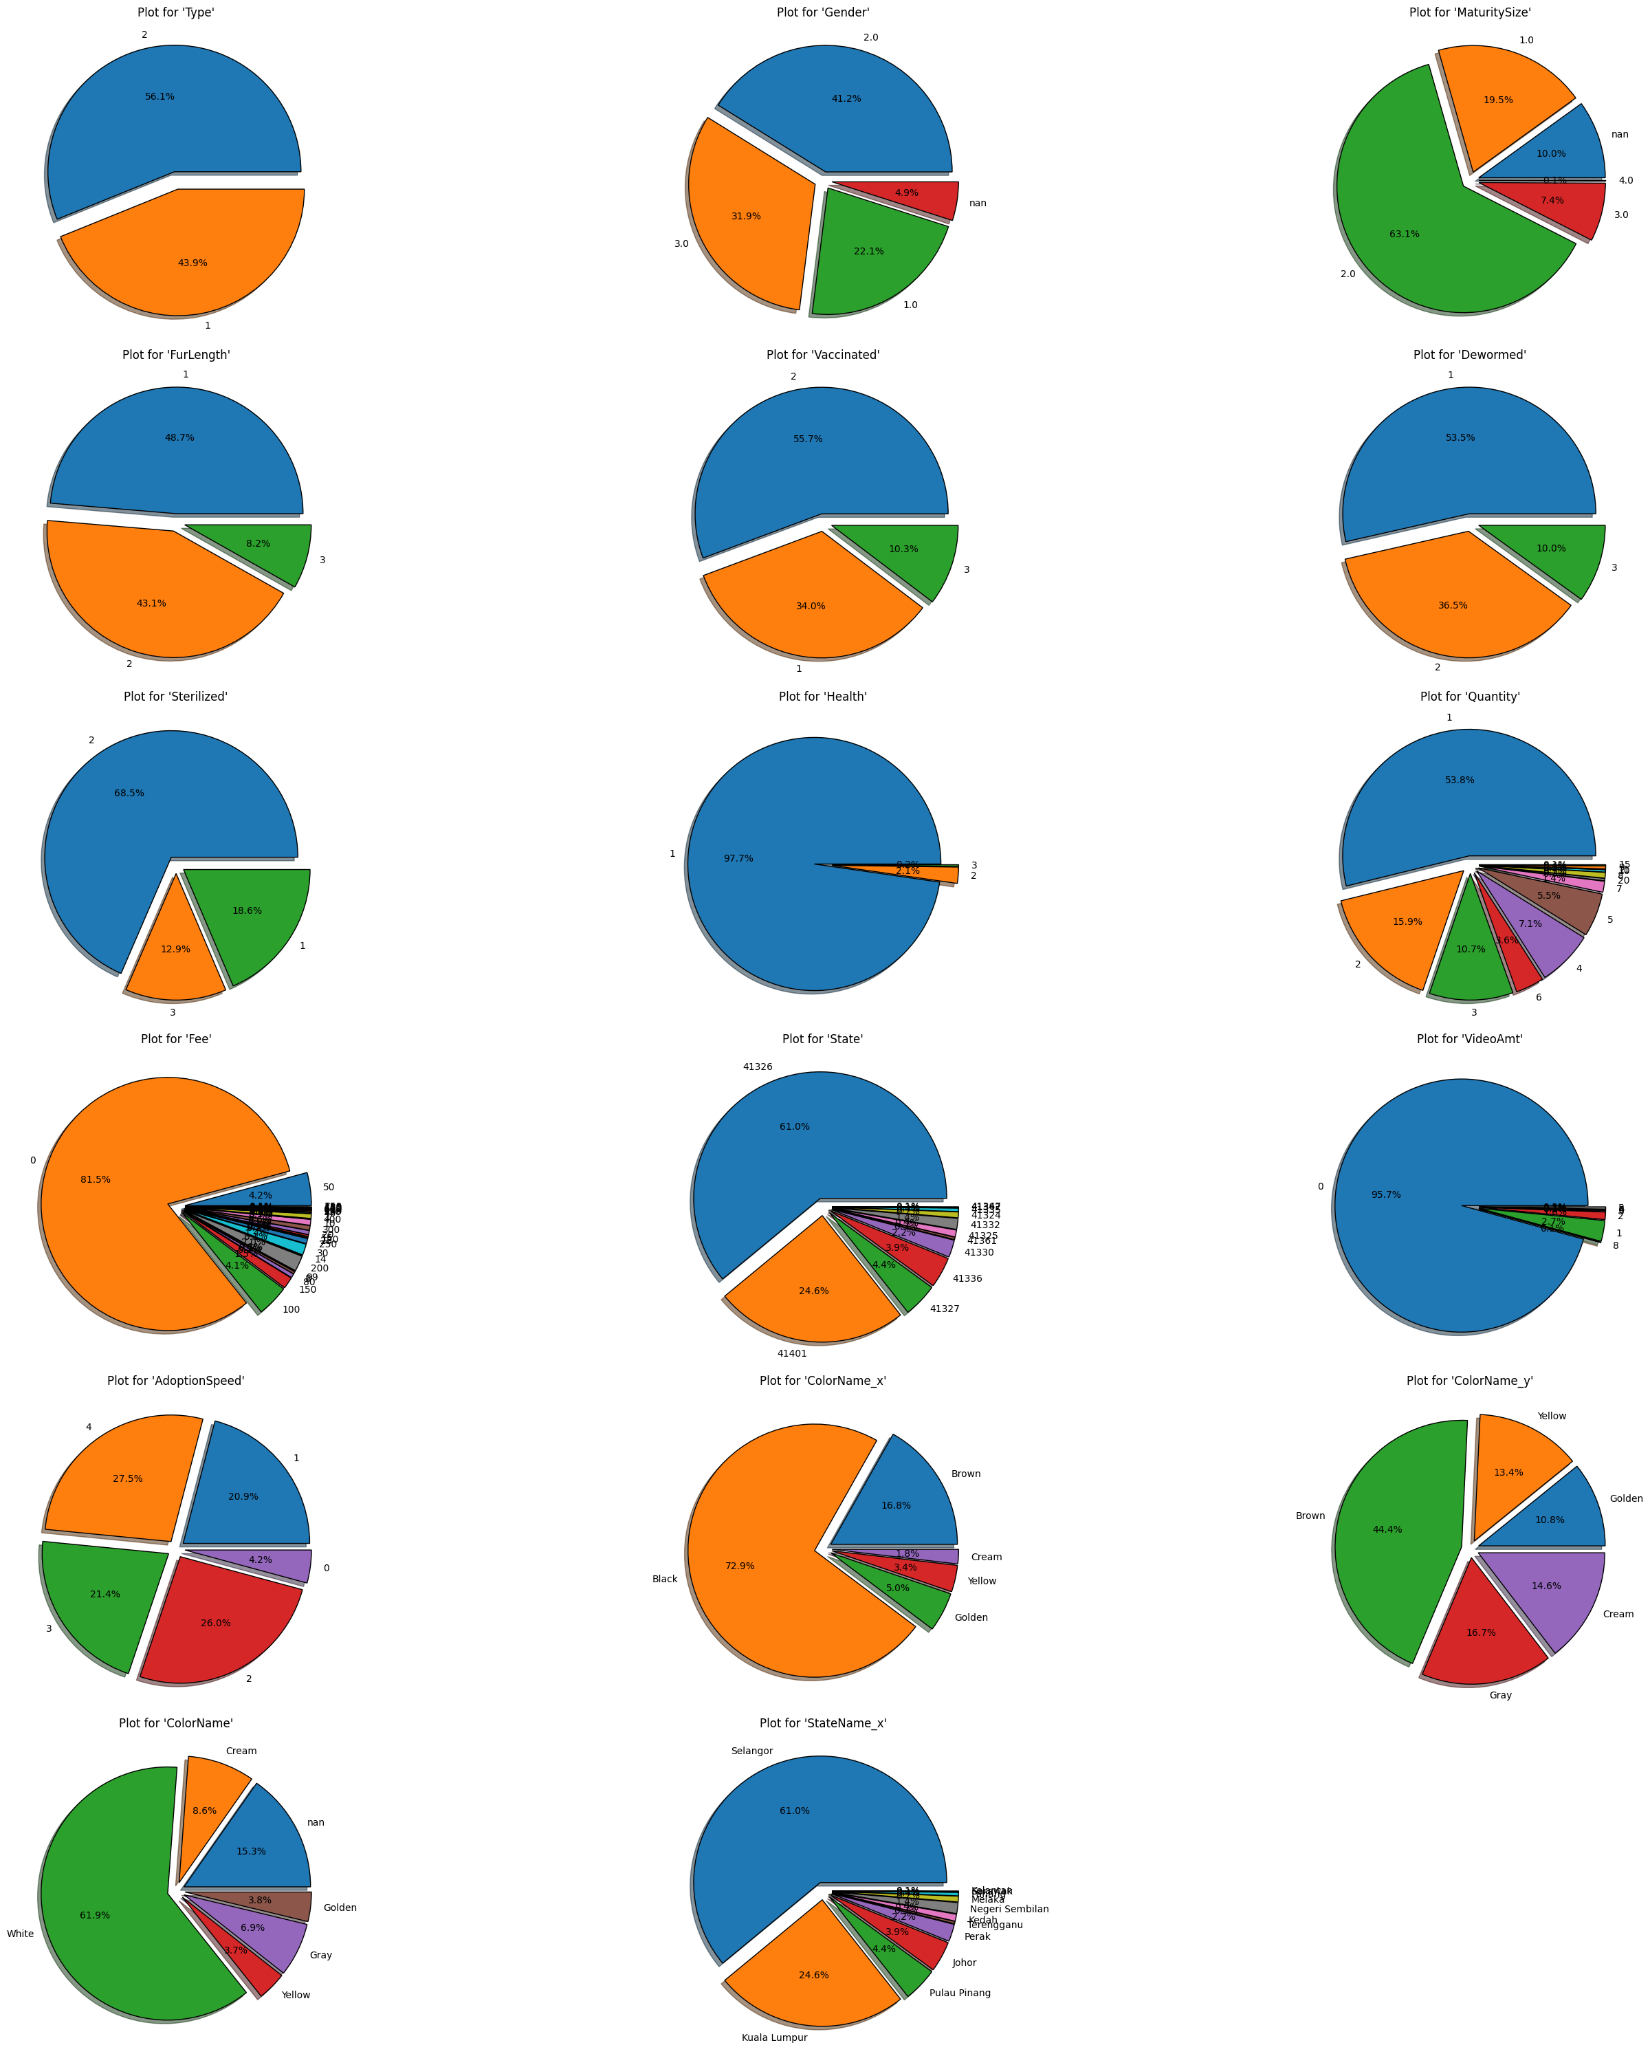 Plot for 'Type'
2
56.1%
43.9%
1
Plot for 'Gender'
2.0
41.2%
31.9%
3.0
22.1%
1.0
4.9%
nan
Plot for 'MaturitySize'
1.0
19.5%
nan
10.0%
4.0
3.0
7.4%
63.1%
2.0
Plot for 'FurLength'
1
48.7%
8.2%
3
43.1%
2
Plot for 'Vaccinated'
2
55.7%
10.3%
3
34.0%
1
Plot for 'Dewormed'
1
53.5%
10.0%
3
36.5%
2
Plot for 'Sterilized'
2
68.5%
18.6%
1
12.9%
3
Plot for 'Health'
1
97.7%
3
2.1%
2
Plot for 'Quantity'
1
53.8%
15.9%
2
10.7%
3
3.6%
6
7.1%
4
5.5%
5
7
20
15
Plot for 'Fee'
0
81.5%
4.2%
50
30
14
200
80
150
4.1%
100
Plot for 'State'
41326
61.0%
24.6%
41401
4.4%
41327
3.9%
41336
2.2%
41330
41361
41325
41332
41324
41367
Plot for 'VideoAmt'
0
95.7%
2
2.7%
1
8
Plot for 'AdoptionSpeed'
4
27.5%
1
20.9%
4.2%
0
21.4%
3
26.0%
2
Plot for 'ColorName_x'
Brown
16.8%
72.9%
Black
1.8%
Cream
3.4%
Yellow
5.0%
Golden
Plot for 'ColorName_y'
Yellow
13.4%
Golden
10.8%
Brown
44.4%
14.6%
Cream
16.7%
Gray
Plot for 'ColorName'
Cream
8.6%
nan
15.3%
3.8%
Golden
6.9%
Gray
3.7%
Yellow
61.9%
White
Plot for 'StateName_x'
Selangor
61.0%
Kelantan
Melaka
Negeri Sembilan
Kedah
Terengganu
2.2%
Perak
3.9%
Johor
4.4%
Pulau Pinang
24.6%
Kuala Lumpur